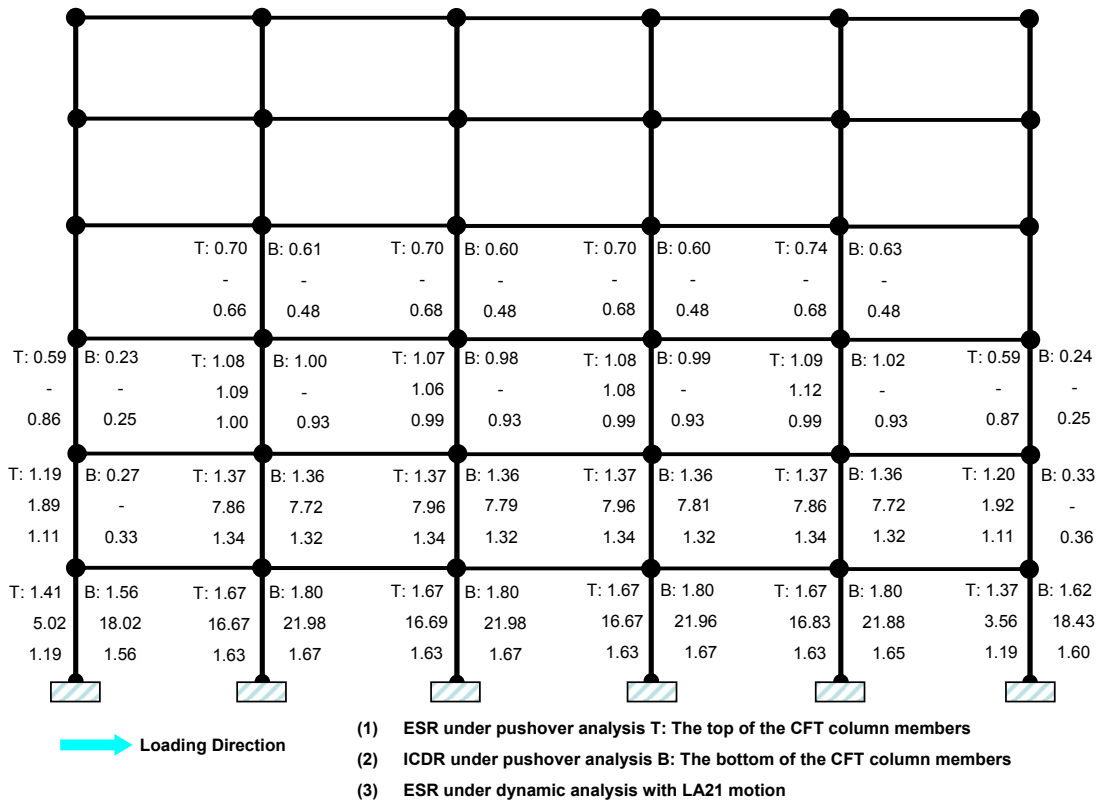 T: 0.70 B: 0.61 T: 0.70 B: 0.60 T: 0.70 B: 0.60 T: 0.74 B: 0.63
- - - - - - - -
0.66 0.48 0.68 0.48 0.68 0.48 0.68 0.48
T: 0.59 B: 0.23 T: 1.08 B: 1.00 T: 1.07 B: 0.98 T: 1.08 B: 0.99 T: 1.09 B: 1.02 T: 0.59 B: 0.24
- - 1.09 - 1.06 - 1.08 - 1.12 - - -
0.86 0.25 1.00 0.93 0.99 0.93 0.99 0.93 0.99 0.93 0.87 0.25
T: 1.19 B: 0.27 T: 1.37 B: 1.36 T: 1.37 B: 1.36 T: 1.37 B: 1.36 T: 1.37 B: 1.36 T: 1.20 B: 0.33
1.89 - 7.86 7.72 7.96 7.79 7.96 7.81 7.86 7.72 1.92 -
1.11 0.33 1.34 1.32 1.34 1.32 1.34 1.32 1.34 1.32 1.11 0.36
T: 1.41 B: 1.56 T: 1.67 B: 1.80 T: 1.67 B: 1.80 T: 1.67 B: 1.80 T: 1.67 B: 1.80 T: 1.37 B: 1.62
5.02 18.02 16.67 21.98 16.69 21.98 16.67 21.96 16.83 21.88 3.56 18.43
1.19 1.56 1.63 1.67 1.63 1.67 1.63 1.67 1.63 1.65 1.19 1.60
Loading Direction
(1) ESR under pushover analysis T: The top of the CFT column members
(2) ICDR under pushover analysis B: The bottom of the CFT column members
(3) ESR under dynamic analysis with LA21 motion